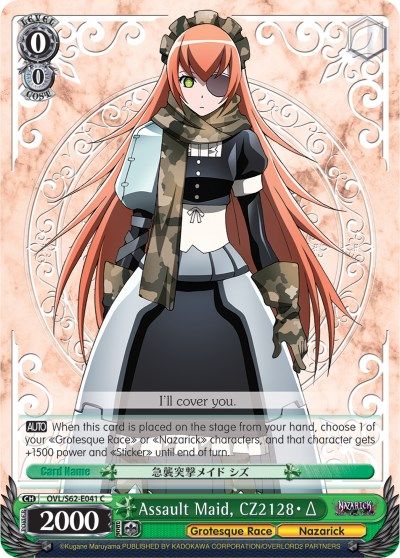 LEVEL
0
0
COST
I'll cover you.
AUTO When this card is placed on the stage from your hand, choose 1 of
your «Grotesque Race» or «Nazarick» characters, and that character gets
+1500 power and «Sticker» until end of turn.
Card Name 急襲突撃メイド シズ
CH OVL/S62-E041 C
2000 Assault Maid, CZ2128・Δ
NAZARICK
Grotesque Race Nazarick
©Kugane Maruyama,PUBLISHED BY KADOKAWA CORPORATION/OVERLORD2 PARTNERS